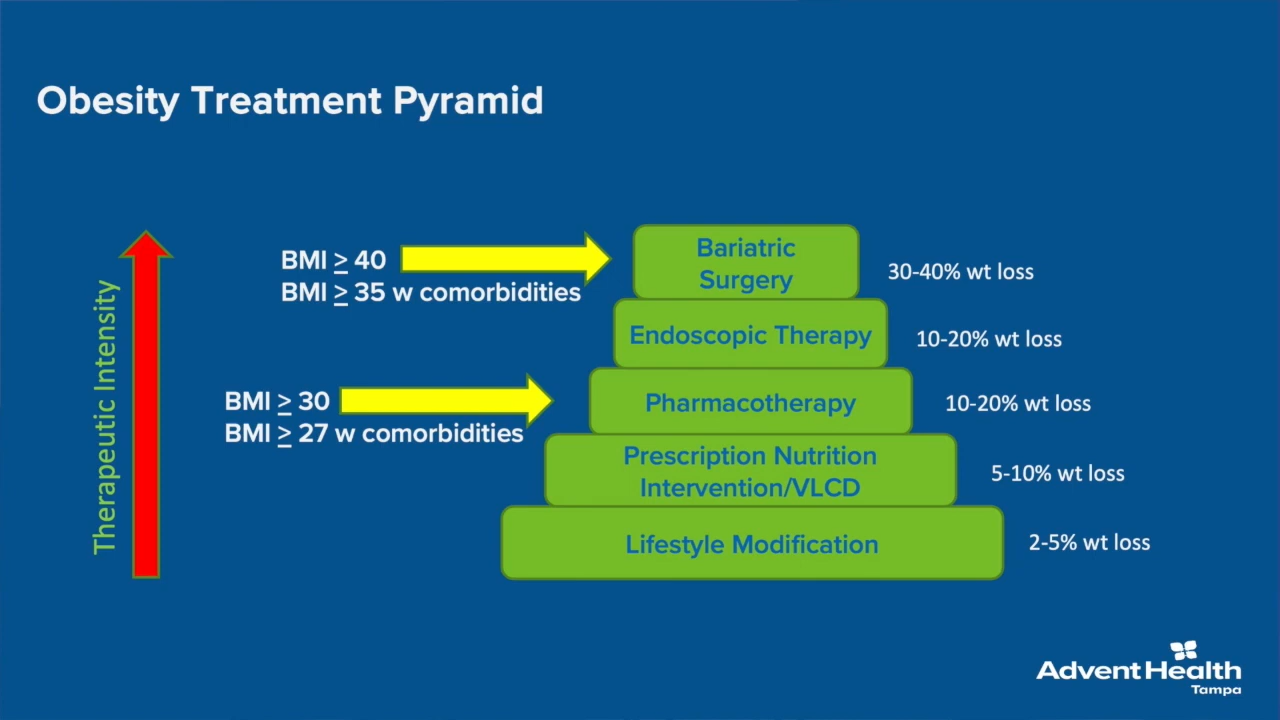 Obesity Treatment Pyramid
Therapeutic Intensity
BMI ≥ 40
BMI ≥ 35 w comorbidities
BMI ≥ 30
BMI ≥ 27 w comorbidities
Bariatric
Surgery
30-40% wt loss
Endoscopic Therapy
10-20% wt loss
Pharmacotherapy
10-20% wt loss
Prescription Nutrition
Intervention/VLCD
5-10% wt loss
Lifestyle Modification
2-5% wt loss
AdventHealth
Tampa